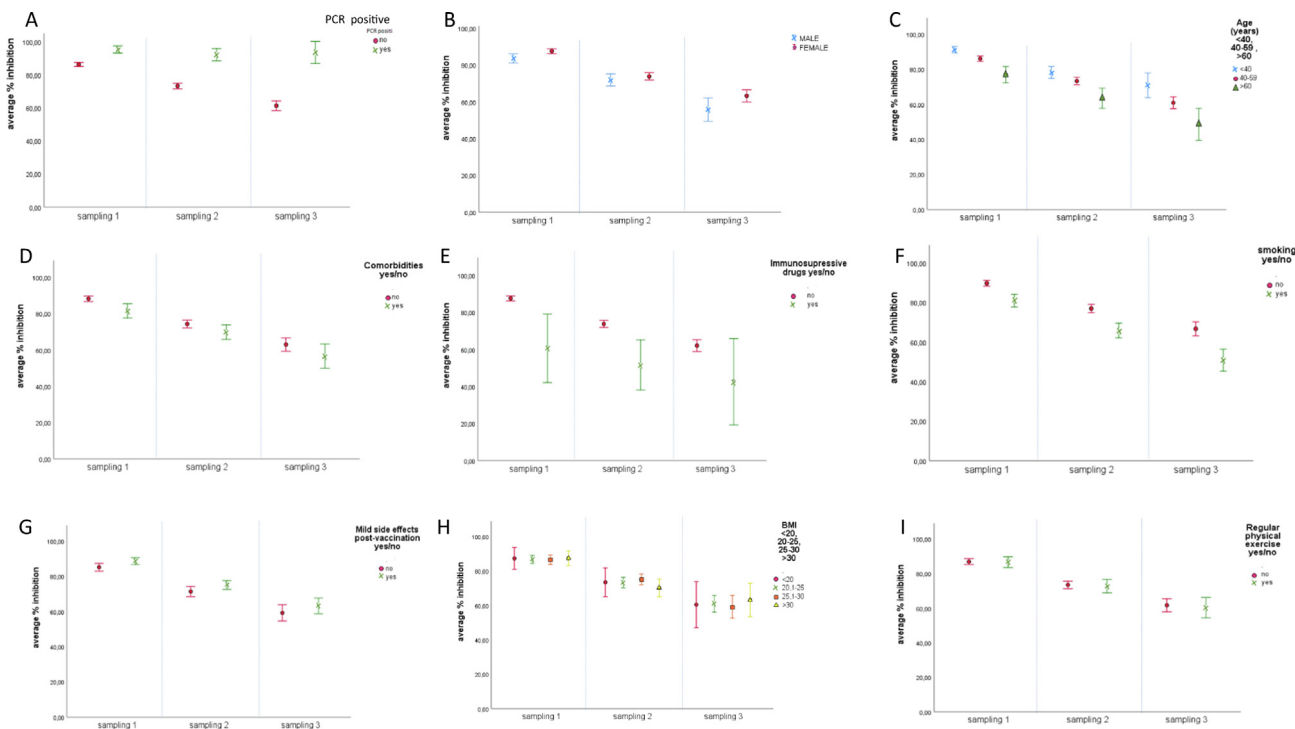 A
PCR positive
PCR positi
no
yes
average % inhibition
100,00
80,00
60,00
40,00
20,00
0,00
sampling 1
sampling 2
sampling 3
B
MALE
FEMALE
average % inhibition
100,00
80,00
60,00
40,00
20,00
0,00
sampling 1
sampling 2
sampling 3
C
Age
(years)
<40,
40-59 ,
>60
<40
40-59
>60
average % inhibition
100,00
80,00
60,00
40,00
20,00
0,00
sampling 1
sampling 2
sampling 3
D
Comorbidities
yes/no
no
yes
average % inhibition
100,00
80,00
60,00
40,00
20,00
0,00
sampling 1
sampling 2
sampling 3
E
Immunosupressive
drugs yes/no
no
yes
average % inhibition
100,00
80,00
60,00
40,00
20,00
0,00
sampling 1
sampling 2
sampling 3
F
smoking
yes/no
no
yes
average % inhibition
100,00
80,00
60,00
40,00
20,00
0,00
sampling 1
sampling 2
sampling 3
G
Mild side effects
post-vaccination
yes/no
no
yes
average % inhibition
100,00
80,00
60,00
40,00
20,00
0,00
sampling 1
sampling 2
sampling 3
H
BMI
<20,
20-25,
25-30
>30
<20
20,1-25
25,1-30
>30
average % inhibition
100,00
80,00
60,00
40,00
20,00
0,00
sampling 1
sampling 2
sampling 3
I
Regular
physical
exercise
yes/no
no
yes
average % inhibition
100,00
80,00
60,00
40,00
20,00
0,00
sampling 1
sampling 2
sampling 3